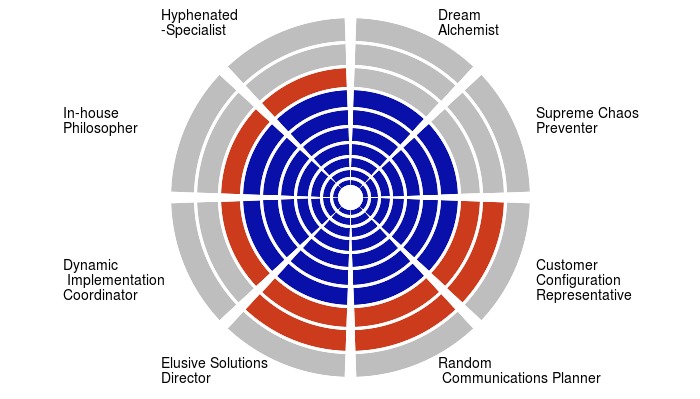 Hyphenated
-Specialist
Dream
Alchemist
In-house
Philosopher
Supreme Chaos
Preventer
Dynamic
Implementation
Coordinator
Customer
Configuration
Representative
Elusive Solutions
Director
Random
Communications Planner